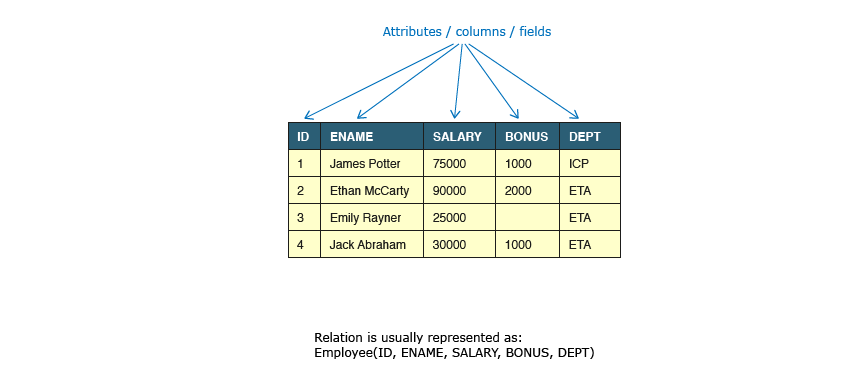 Attributes / columns / fields
ID ENAME SALARY BONUS DEPT
1 James Potter 75000 1000 ICP
2 Ethan McCarty 90000 2000 ETA
3 Emily Rayner 25000 ETA
4 Jack Abraham 30000 1000 ETA
Relation is usually represented as:
Employee(ID, ENAME, SALARY, BONUS, DEPT)